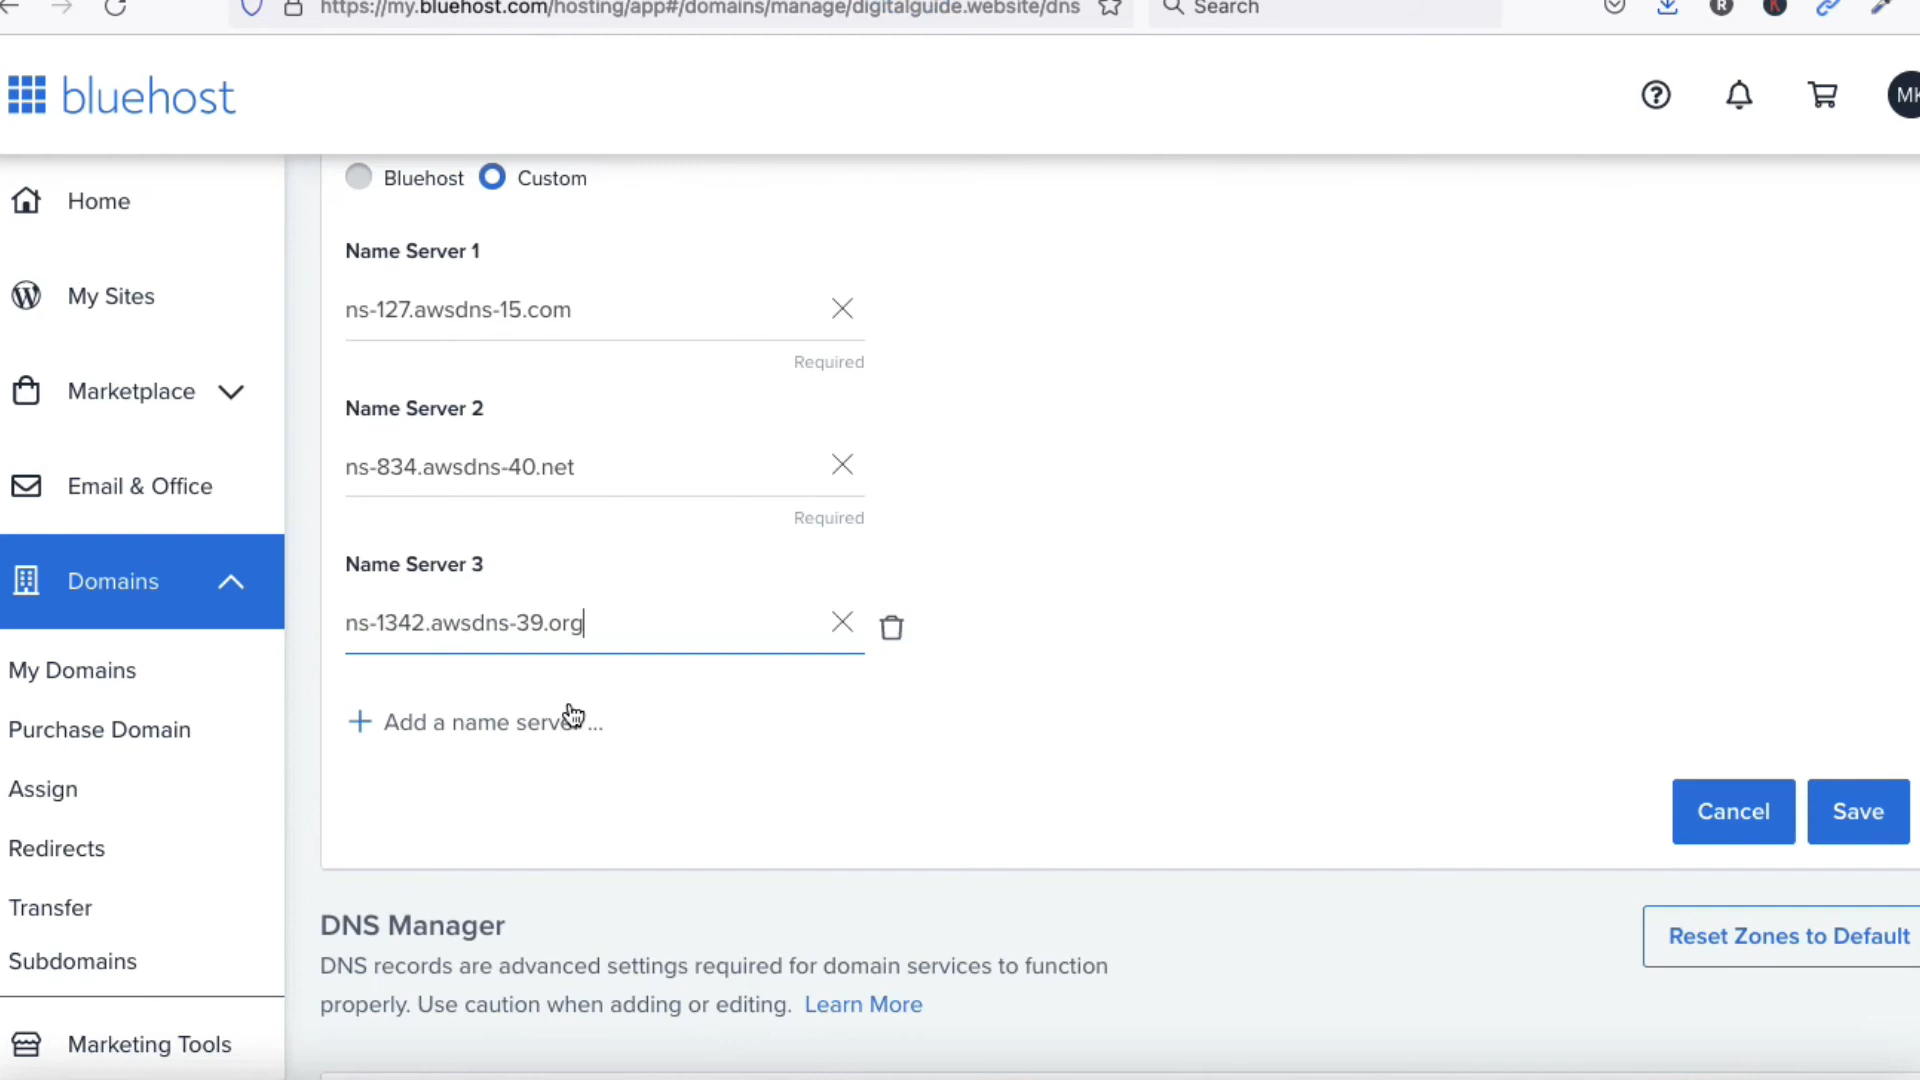 https://my.bluehost.com/hosting/app#/domains/manage/digitalguide.website/dns
Search
R
K
bluehost
MK
Home
My Sites
Marketplace
Email & Office
Domains
My Domains
Purchase Domain
Assign
Redirects
Transfer
Subdomains
Marketing Tools
Bluehost
Custom
Name Server 1
ns-127.awsdns-15.com
Required
Name Server 2
ns-834.awsdns-40.net
Required
Name Server 3
ns-1342.awsdns-39.org
+ Add a name server...
Cancel
Save
DNS Manager
Reset Zones to Default
DNS records are advanced settings required for domain services to function
properly. Use caution when adding or editing. Learn More